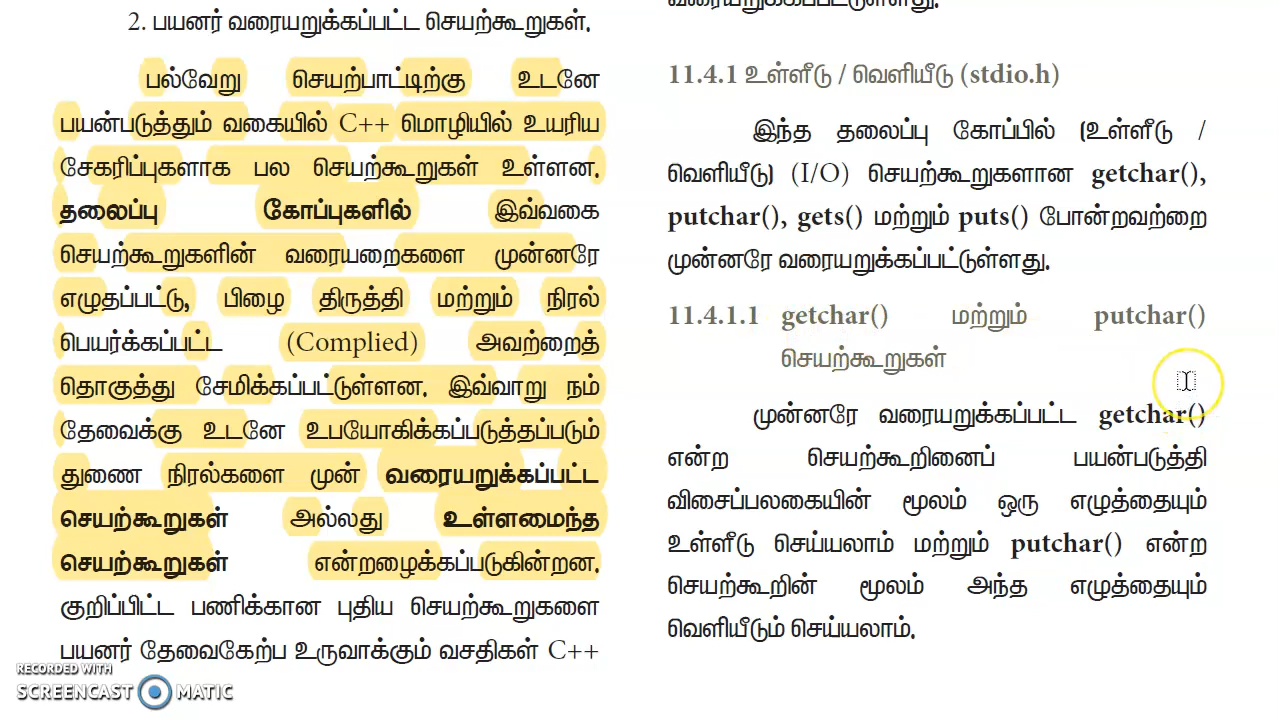 2. பயனர் வரையறுக்கப்பட்ட செயற்கூறுகள்.
பல்வேறு செயற்பாட்டிற்கு உடனே
பயன்படுத்தும் வகையில் C++ மொழியில் உயரிய
சேகரிப்புகளாக பல செயற்கூறுகள் உள்ளன.
தலைப்பு கோப்புகளில் இவ்வகை
செயற்கூறுகளின் வரையறைகளை முன்னரே
எழுதப்பட்டு, பிழை திருத்தி மற்றும் நிரல்
பெயர்க்கப்பட்ட (Complied) அவற்றைத்
தொகுத்து சேமிக்கப்பட்டுள்ளன. இவ்வாறு நம்
தேவைக்கு உடனே உபயோகிக்கப்படுத்தப்படும்
துணை நிரல்களை முன் வரையறுக்கப்பட்ட
செயற்கூறுகள் அல்லது உள்ளமைந்த
செயற்கூறுகள் என்றழைக்கப்படுகின்றன.
குறிப்பிட்ட பணிக்கான புதிய செயற்கூறுகளை
பயனர் தேவைகேற்ப உருவாக்கும் வசதிகள் C++
வரையறுக்கப்பட்டுள்ளது.
11.4.1 உள்ளீடு / வெளியீடு (stdio.h)
இந்த தலைப்பு கோப்பில் (உள்ளீடு /
வெளியீடு) (I/O) செயற்கூறுகளான getchar(),
putchar(), gets() மற்றும் puts() போன்றவற்றை
முன்னரே வரையறுக்கப்பட்டுள்ளது.
11.4.1.1 getchar() மற்றும் putchar()
செயற்கூறுகள்
முன்னரே வரையறுக்கப்பட்ட getchar()
என்ற செயற்கூறினைப் பயன்படுத்தி
விசைப்பலகையின் மூலம் ஒரு எழுத்தையும்
உள்ளீடு செய்யலாம் மற்றும் putchar() என்ற
செயற்கூறின் மூலம் அந்த எழுத்தையும்
வெளியீடும் செய்யலாம்.
RECORDED WITH
SCREENCAST MATIC